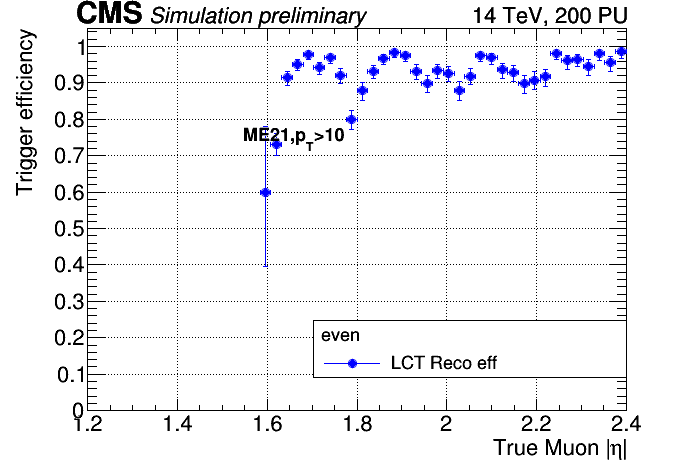 CMS Simulation preliminary 14 TeV, 200 PU
Trigger efficiency
1
0.9
0.8
ME21,pT>10
0.7
0.6
0.5
0.4
0.3
0.2
0.1
0
even
LCT Reco eff
1.2 1.4 1.6 1.8 2 2.2 2.4
True Muon |η|